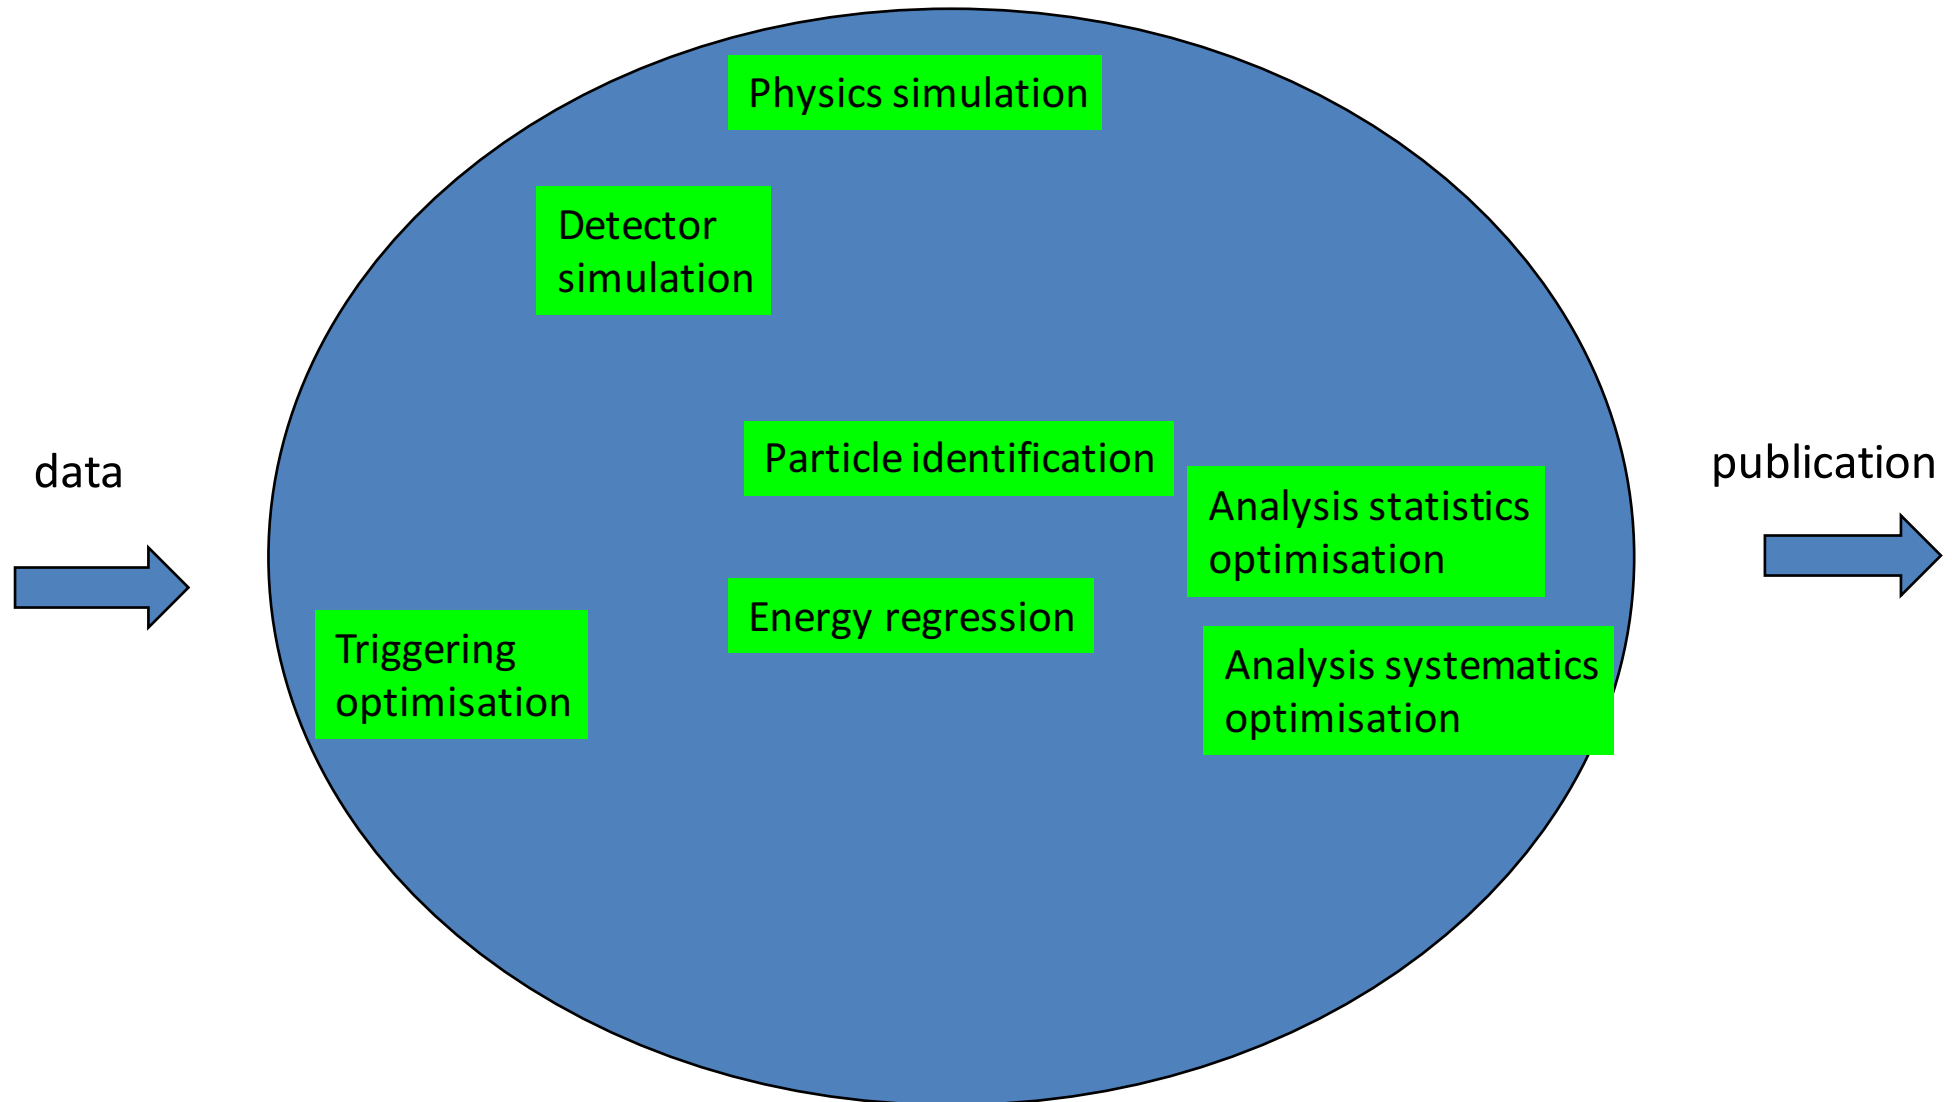 Physics simulation
Detector
simulation
data
Particle identification
publication
Analysis statistics
optimisation
Energy regression
Triggering
optimisation
Analysis systematics
optimisation